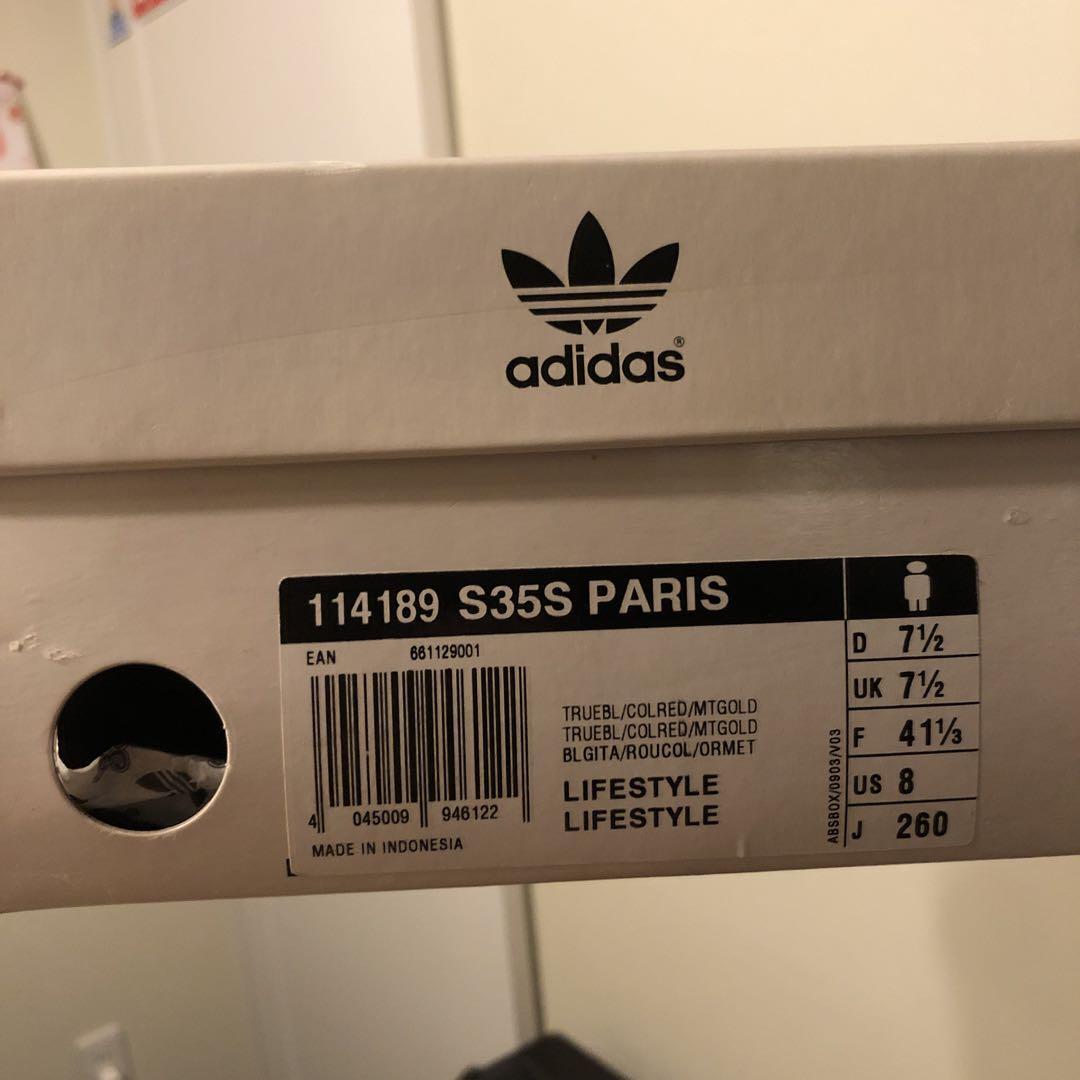 adidas®
114189 S35S PARIS
EAN 661129001
TRUEBL/COLRED/MTGOLD
TRUEBL/COLRED/MTGOLD
BLGITA/ROUCOL/ORMET
LIFESTYLE
LIFESTYLE
4 045009 946122
MADE IN INDONESIA
ABSBOX/0903/V03
D 7½
UK 7½
F 41⅓
US 8
J 260